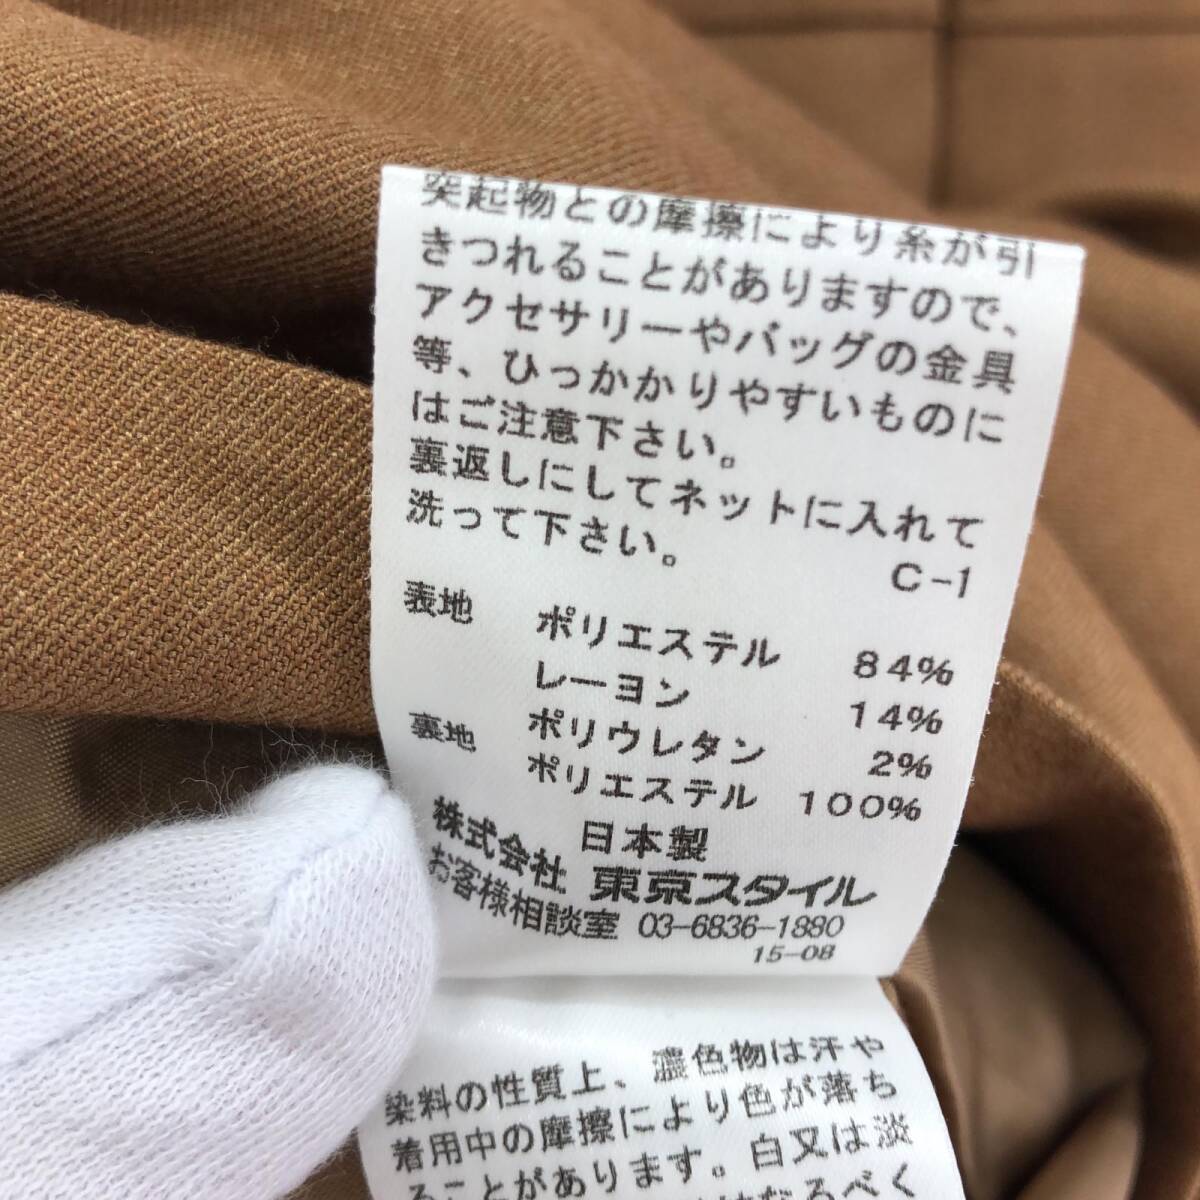 突起物との摩擦により糸が引
きつれることがありますので、
アクセサリーやバッグの金具
等、ひっかかりやすいものに
はご注意下さい。
裏返しにしてネットに入れて
洗って下さい。
C-1
表地 ポリエステル 84%
レーヨン 14%
ポリウレタン 2%
裏地 ポリエステル 100%
日本製
株式会社 東京スタイル
お客様相談室 03-6836-1880
15-08
染料の性質上、濃色物は汗や
着用中の摩擦により色が落ち
ることがあります。白又は淡